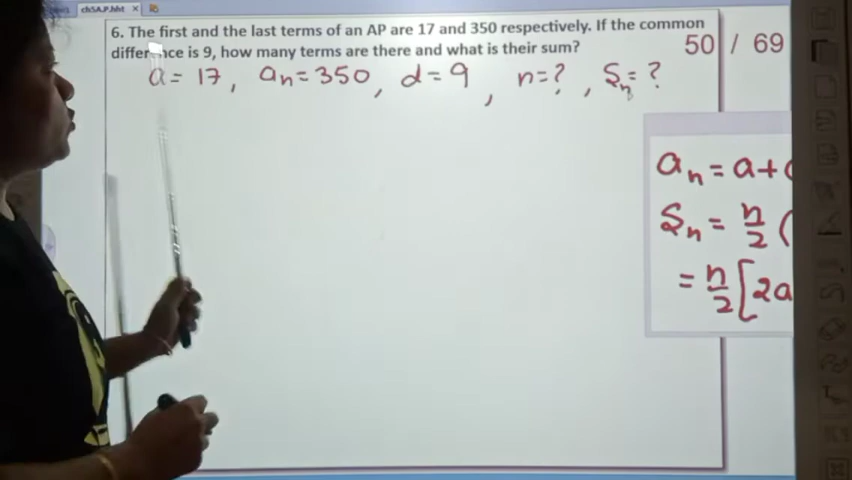 ch5A.P.hht
6. The first and the last terms of an AP are 17 and 350 respectively. If the common
difference is 9, how many terms are there and what is their sum?
50 / 69
a = 17, an = 350, d = 9, n = ?, Sn = ?
an = a +
Sn = n/2 (
= n/2 [2a